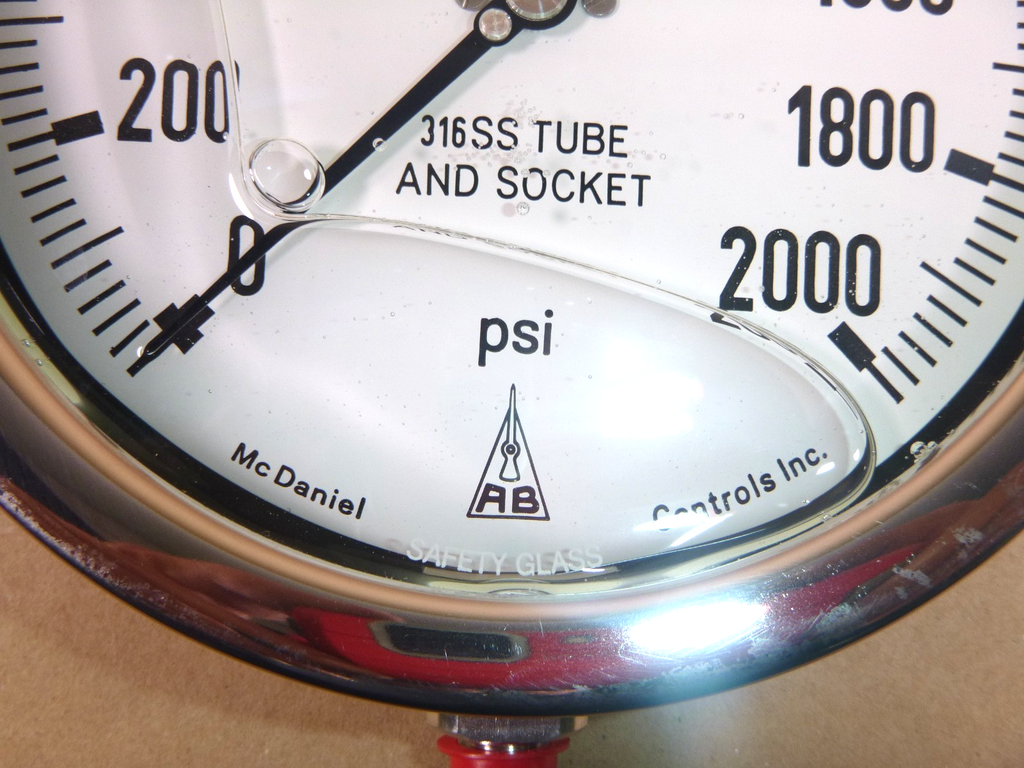 200
1800
316SS TUBE
AND SOCKET
0
2000
psi
McDaniel
Controls Inc.
AB
SAFETY GLASS